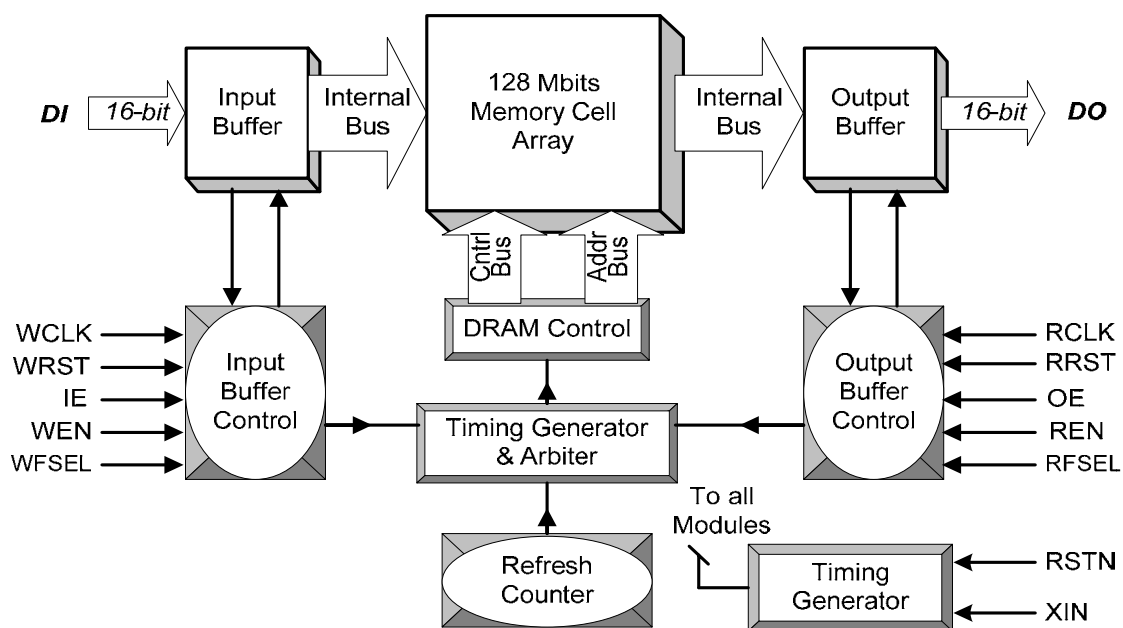 DI
16-bit
Input
Buffer
Internal
Bus
128 Mbits
Memory Cell
Array
Internal
Bus
Output
Buffer
16-bit
DO
Cntrl
Bus
Addr
Bus
DRAM Control
WCLK
WRST
IE
WEN
WFSEL
Input
Buffer
Control
Timing Generator
& Arbiter
Output
Buffer
Control
RCLK
RRST
OE
REN
RFSEL
Refresh
Counter
To all
Modules
Timing
Generator
RSTN
XIN